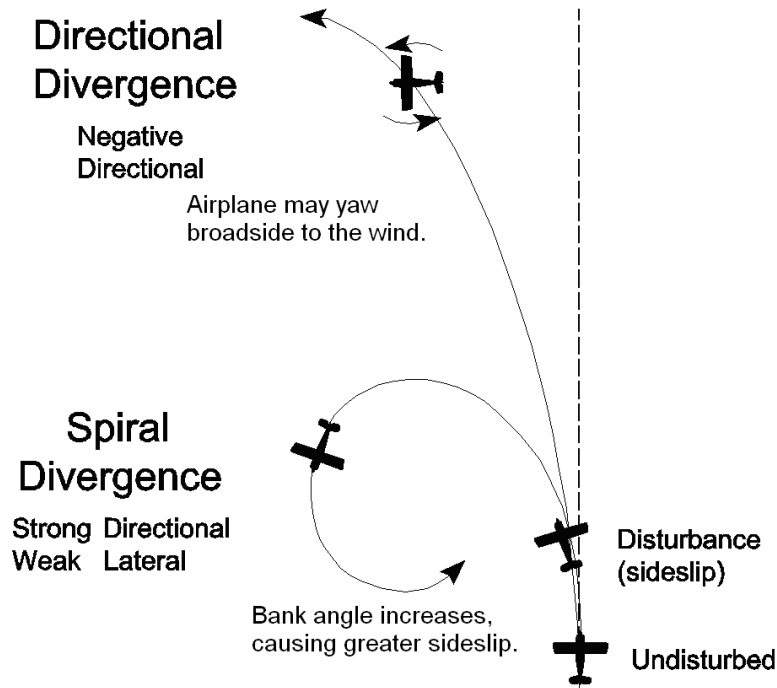 Directional
Divergence
Negative
Directional
Airplane may yaw
broadside to the wind.
Spiral
Divergence
Strong Directional
Weak Lateral
Bank angle increases,
causing greater sideslip.
Disturbance
(sideslip)
Undisturbed